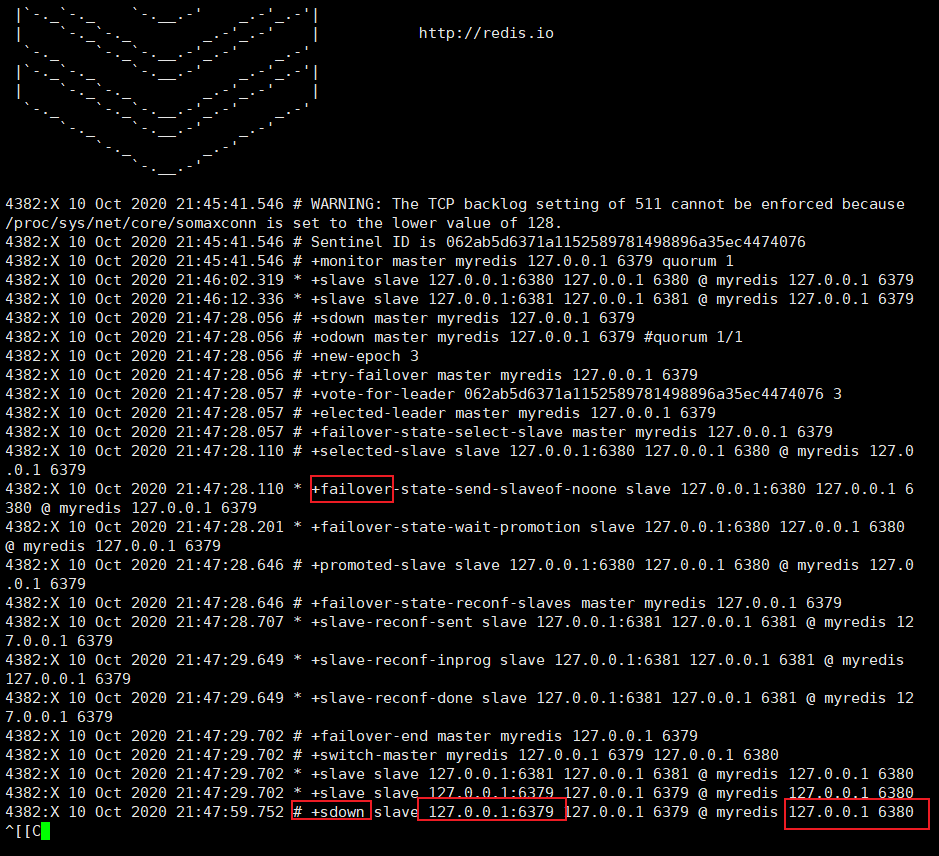 http://redis.io
4382:X 10 Oct 2020 21:45:41.546 # WARNING: The TCP backlog setting of 511 cannot be enforced because
/proc/sys/net/core/somaxconn is set to the lower value of 128.
4382:X 10 Oct 2020 21:45:41.546 # Sentinel ID is 062ab5d6371a1152589781498896a35ec4474076
4382:X 10 Oct 2020 21:45:41.546 # +monitor master myredis 127.0.0.1 6379 quorum 1
4382:X 10 Oct 2020 21:46:02.319 * +slave slave 127.0.0.1:6380 127.0.0.1 6380 @ myredis 127.0.0.1 6379
4382:X 10 Oct 2020 21:46:12.336 * +slave slave 127.0.0.1:6381 127.0.0.1 6381 @ myredis 127.0.0.1 6379
4382:X 10 Oct 2020 21:47:28.056 # +sdown master myredis 127.0.0.1 6379
4382:X 10 Oct 2020 21:47:28.056 # +odown master myredis 127.0.0.1 6379 #quorum 1/1
4382:X 10 Oct 2020 21:47:28.056 # +new-epoch 3
4382:X 10 Oct 2020 21:47:28.056 # +try-failover master myredis 127.0.0.1 6379
4382:X 10 Oct 2020 21:47:28.057 # +vote-for-leader 062ab5d6371a1152589781498896a35ec4474076 3
4382:X 10 Oct 2020 21:47:28.057 # +elected-leader master myredis 127.0.0.1 6379
4382:X 10 Oct 2020 21:47:28.057 # +failover-state-select-slave master myredis 127.0.0.1 6379
4382:X 10 Oct 2020 21:47:28.110 # +selected-slave slave 127.0.0.1:6380 127.0.0.1 6380 @ myredis 127.0
.0.1 6379
4382:X 10 Oct 2020 21:47:28.110 * +failover-state-send-slaveof-noone slave 127.0.0.1:6380 127.0.0.1 6
380 @ myredis 127.0.0.1 6379
4382:X 10 Oct 2020 21:47:28.201 * +failover-state-wait-promotion slave 127.0.0.1:6380 127.0.0.1 6380
@ myredis 127.0.0.1 6379
4382:X 10 Oct 2020 21:47:28.646 # +promoted-slave slave 127.0.0.1:6380 127.0.0.1 6380 @ myredis 127.0
.0.1 6379
4382:X 10 Oct 2020 21:47:28.646 # +failover-state-reconf-slaves master myredis 127.0.0.1 6379
4382:X 10 Oct 2020 21:47:28.707 * +slave-reconf-sent slave 127.0.0.1:6381 127.0.0.1 6381 @ myredis 12
7.0.0.1 6379
4382:X 10 Oct 2020 21:47:29.649 * +slave-reconf-inprog slave 127.0.0.1:6381 127.0.0.1 6381 @ myredis
127.0.0.1 6379
4382:X 10 Oct 2020 21:47:29.649 * +slave-reconf-done slave 127.0.0.1:6381 127.0.0.1 6381 @ myredis 12
7.0.0.1 6379
4382:X 10 Oct 2020 21:47:29.702 # +failover-end master myredis 127.0.0.1 6379
4382:X 10 Oct 2020 21:47:29.702 # +switch-master myredis 127.0.0.1 6379 127.0.0.1 6380
4382:X 10 Oct 2020 21:47:29.702 * +slave slave 127.0.0.1:6381 127.0.0.1 6381 @ myredis 127.0.0.1 6380
4382:X 10 Oct 2020 21:47:29.702 * +slave slave 127.0.0.1:6379 127.0.0.1 6379 @ myredis 127.0.0.1 6380
4382:X 10 Oct 2020 21:47:59.752 # +sdown slave 127.0.0.1:6379 127.0.0.1 6379 @ myredis 127.0.0.1 6380
^[[C